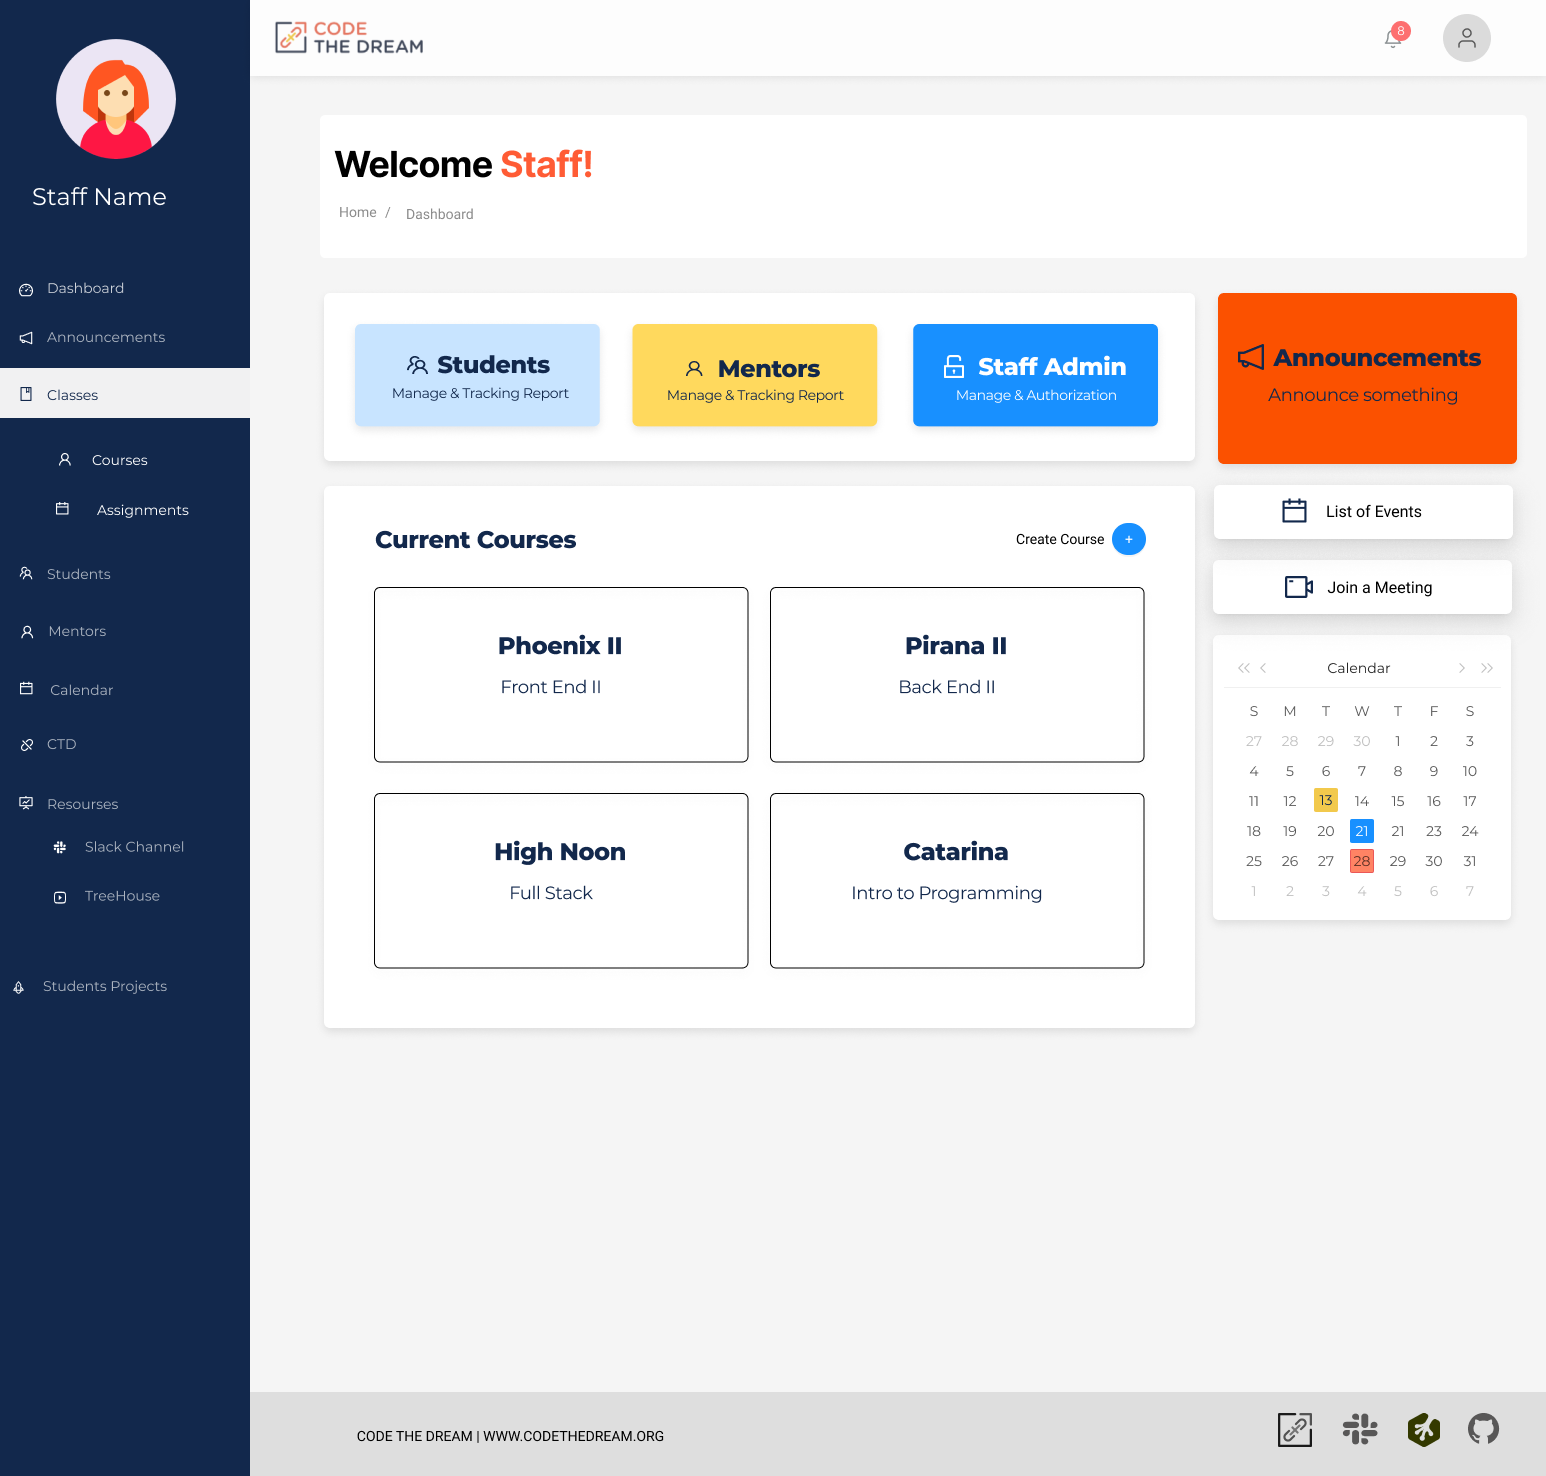 CODE
THE DREAM
8
Staff Name
Dashboard
Announcements
Classes
Courses
Assignments
Students
Mentors
Calendar
CTD
Resourses
Slack Channel
TreeHouse
Students Projects
Welcome Staff!
Home / Dashboard
Students
Manage & Tracking Report
Mentors
Manage & Tracking Report
Staff Admin
Manage & Authorization
Announcements
Announce something
Current Courses
Create Course +
Phoenix II
Front End II
Pirana II
Back End II
High Noon
Full Stack
Catarina
Intro to Programming
List of Events
Join a Meeting
Calendar
S M T W T F S
27 28 29 30 1 2 3
4 5 6 7 8 9 10
11 12 13 14 15 16 17
18 19 20 21 21 23 24
25 26 27 28 29 30 31
1 2 3 4 5 6 7
CODE THE DREAM | WWW.CODETHEDREAM.ORG